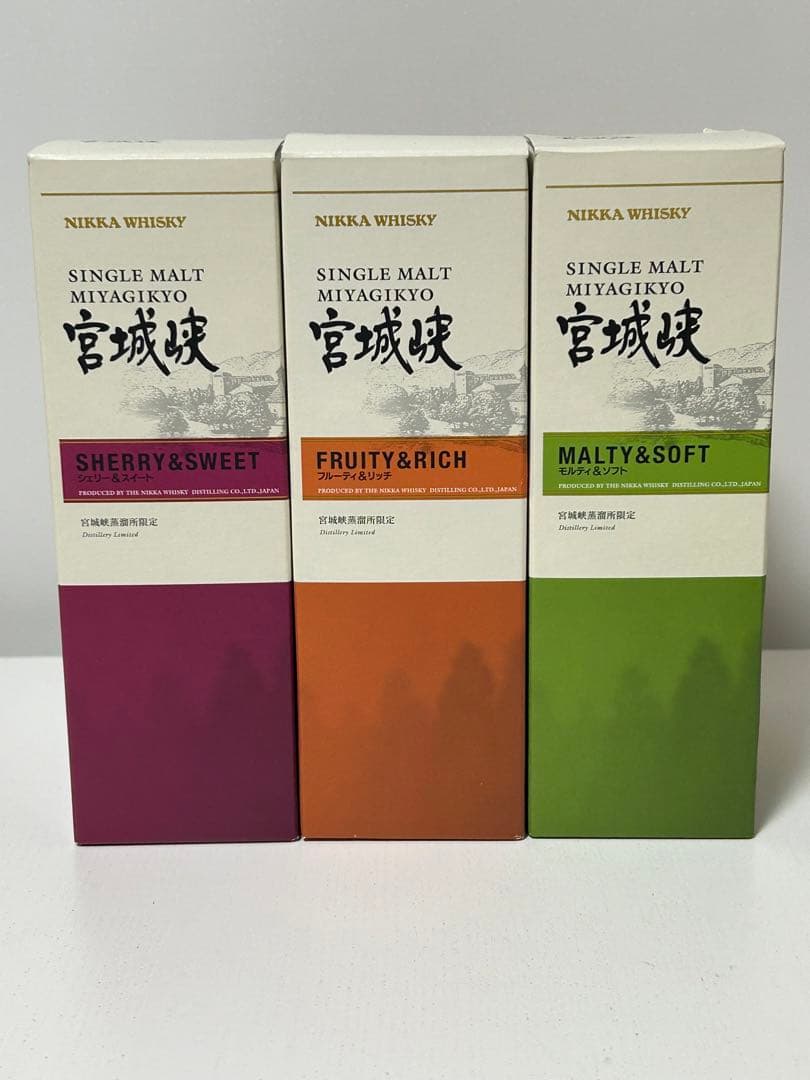 NIKKA WHISKY
SINGLE MALT
MIYAGIKYO
宮城峡
SHERRY&SWEET
シェリー&スイート
PRODUCED BY THE NIKKA WHISKY DISTILLING CO.,LTD.,JAPAN
宮城峡蒸溜所限定
Distillery Limited
NIKKA WHISKY
SINGLE MALT
MIYAGIKYO
宮城峡
FRUITY&RICH
フルーティ&リッチ
PRODUCED BY THE NIKKA WHISKY DISTILLING CO.,LTD.,JAPAN
宮城峡蒸溜所限定
Distillery Limited
NIKKA WHISKY
SINGLE MALT
MIYAGIKYO
宮城峡
MALTY&SOFT
モルティ&ソフト
PRODUCED BY THE NIKKA WHISKY DISTILLING CO.,LTD.,JAPAN
宮城峡蒸溜所限定
Distillery Limited